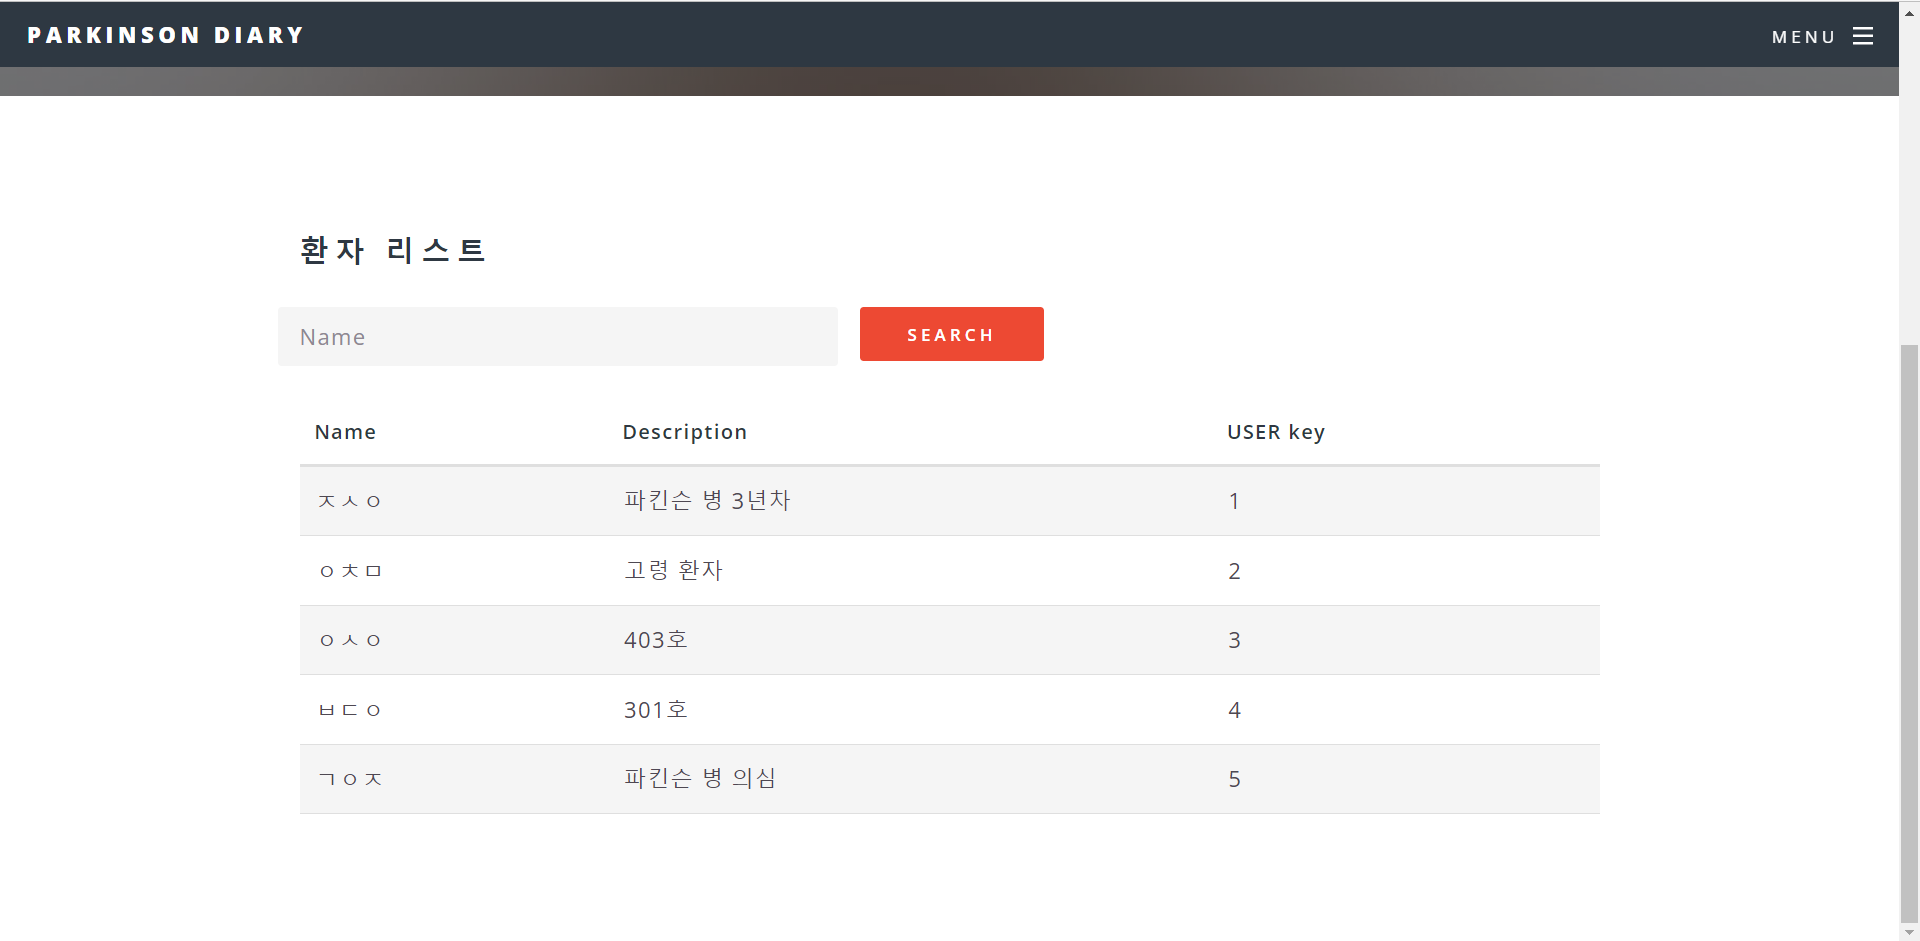 PARKINSON DIARY MENU
환자 리스트
Name SEARCH
Name Description USER key
ㅈㅅㅇ 파킨슨 병 3년차 1
ㅇㅊㅁ 고령 환자 2
ㅇㅅㅇ 403호 3
ㅂㄷㅇ 301호 4
ㄱㅇㅈ 파킨슨 병 의심 5